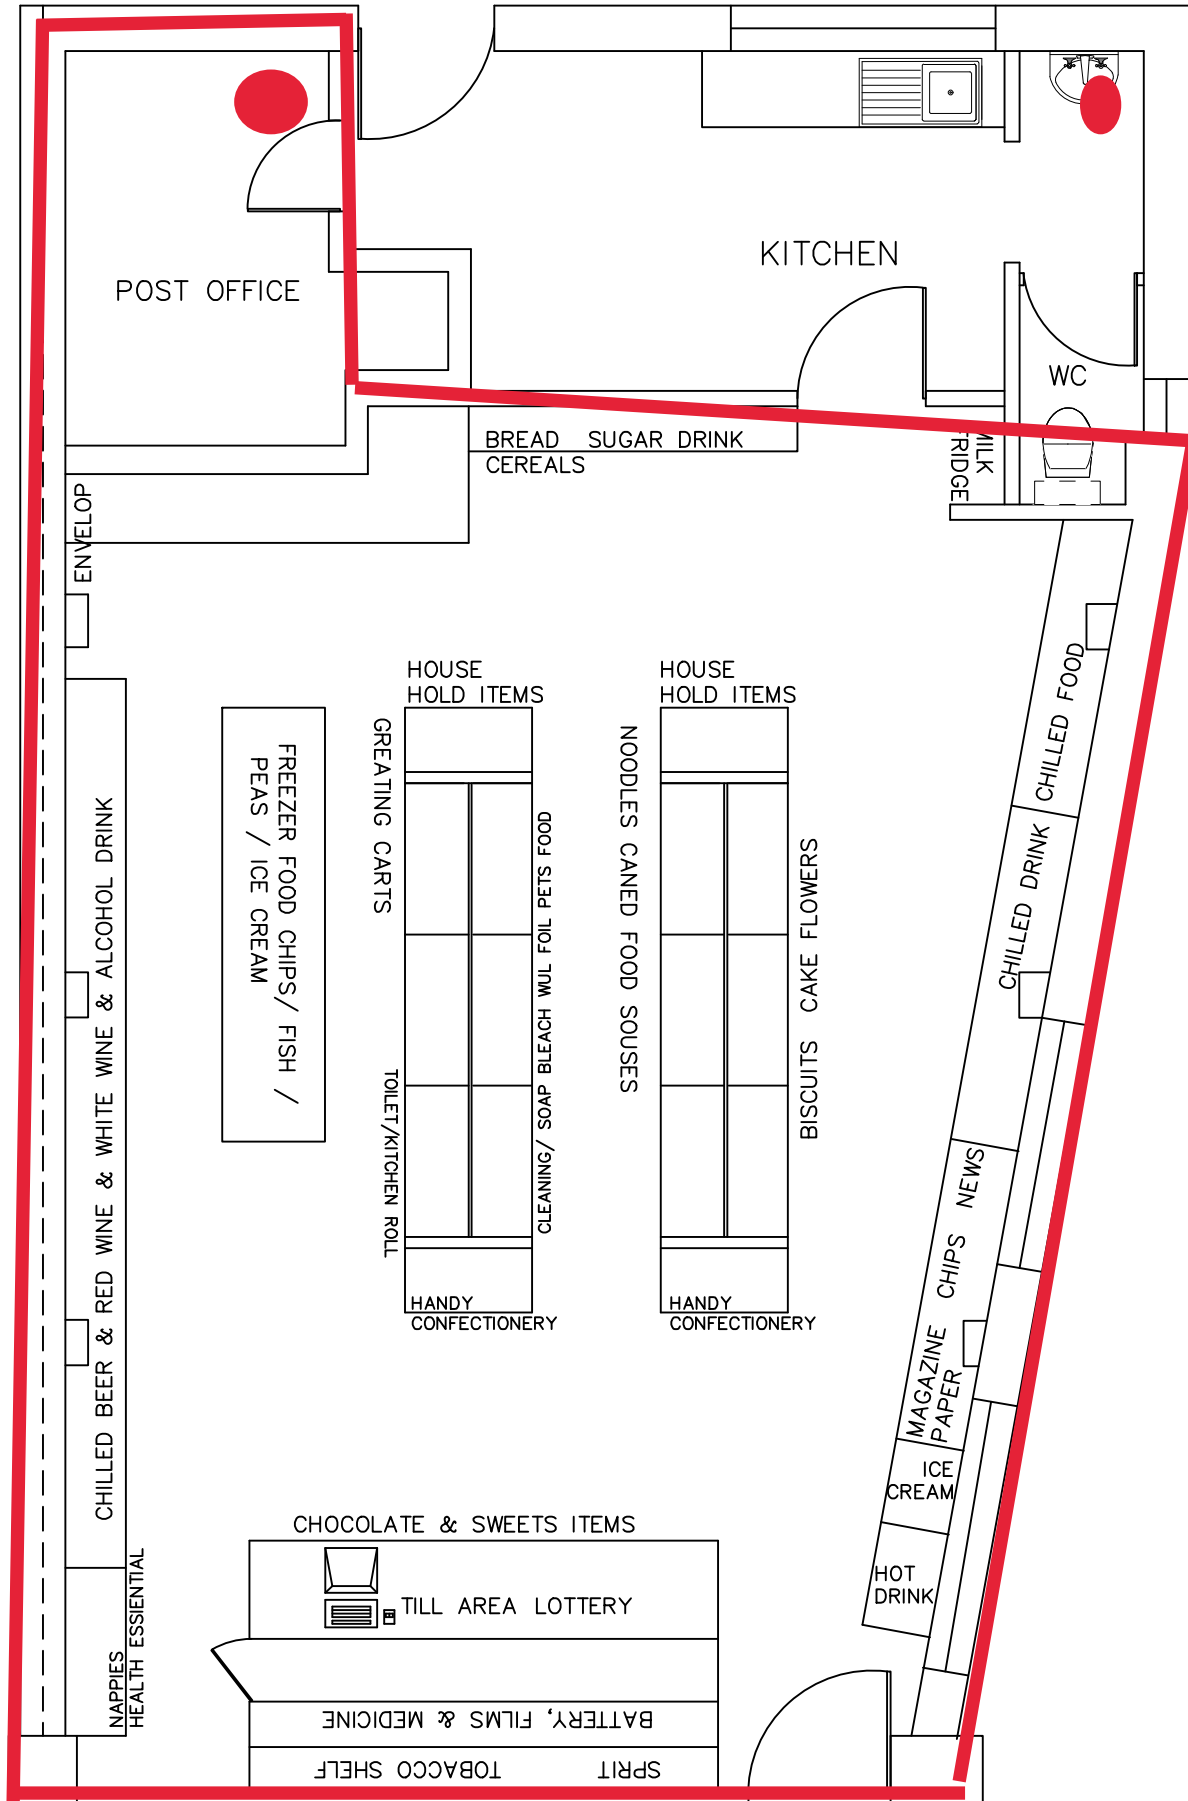 KITCHEN
POST OFFICE
WC
BREAD SUGAR DRINK
CEREALS
MILK
FRIDGE
ENVELOP
HOUSE
HOLD ITEMS
HOUSE
HOLD ITEMS
CHILLED FOOD
GREATING CARTS
NOODLES CANED FOOD SOUSES
FREEZER FOOD CHIPS/ FISH /
PEAS / ICE CREAM
CHILLED BEER & RED WINE & WHITE WINE & ALCOHOL DRINK
CLEANING/ SOAP BLEACH WUL FOIL PETS FOOD
BISCUITS CAKE FLOWERS
CHILLED DRINK
TOILET/KITCHEN ROLL
MAGAZINE CHIPS NEWS
PAPER
HANDY
CONFECTIONERY
HANDY
CONFECTIONERY
ICE
CREAM
CHOCOLATE & SWEETS ITEMS
HOT
DRINK
TILL AREA LOTTERY
NAPPIES
HEALTH ESSIENTIAL
BATTERY, FILMS & MEDICINE
SPRIT TOBACCO SHELF